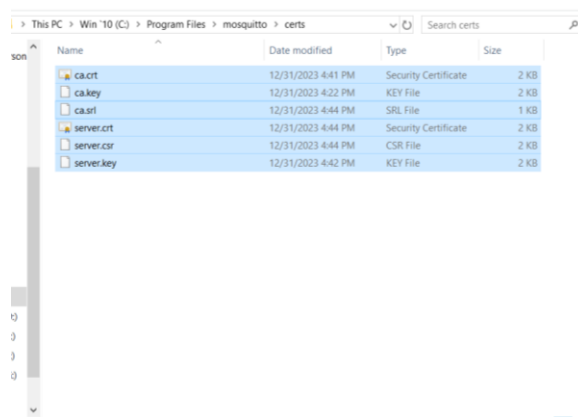 This PC > Win `10 (C:) > Program Files > mosquitto > certs Search certs
son
Name Date modified Type Size
ca.crt 12/31/2023 4:41 PM Security Certificate 2 KB
ca.key 12/31/2023 4:22 PM KEY File 2 KB
ca.srl 12/31/2023 4:44 PM SRL File 1 KB
server.crt 12/31/2023 4:44 PM Security Certificate 2 KB
server.csr 12/31/2023 4:44 PM CSR File 2 KB
server.key 12/31/2023 4:42 PM KEY File 2 KB